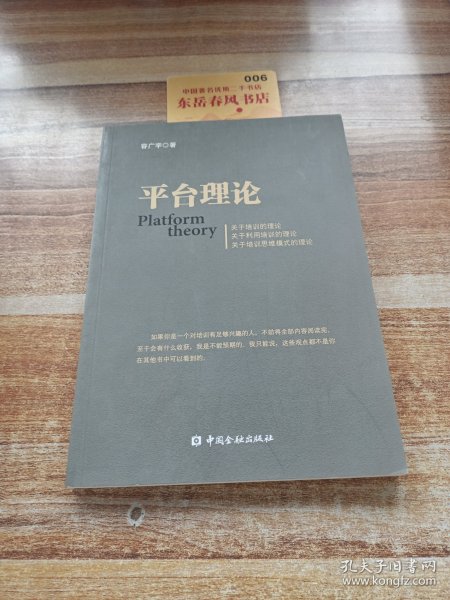 006
中国著名优秀二手书店
东岳春风书店
容广宇◎著
平台理论
Platform
theory
关于培训的理论
关于利用培训的理论
关于培训思维模式的理论
如果你是一个对培训有足够兴趣的人，不妨将全部内容阅读完，
至于会有什么收获，我是不敢预期的。我只能说，这些观点都不是你
在其他书中可以看到的。
中国金融出版社
孔夫子旧书网
www.kongfz.com